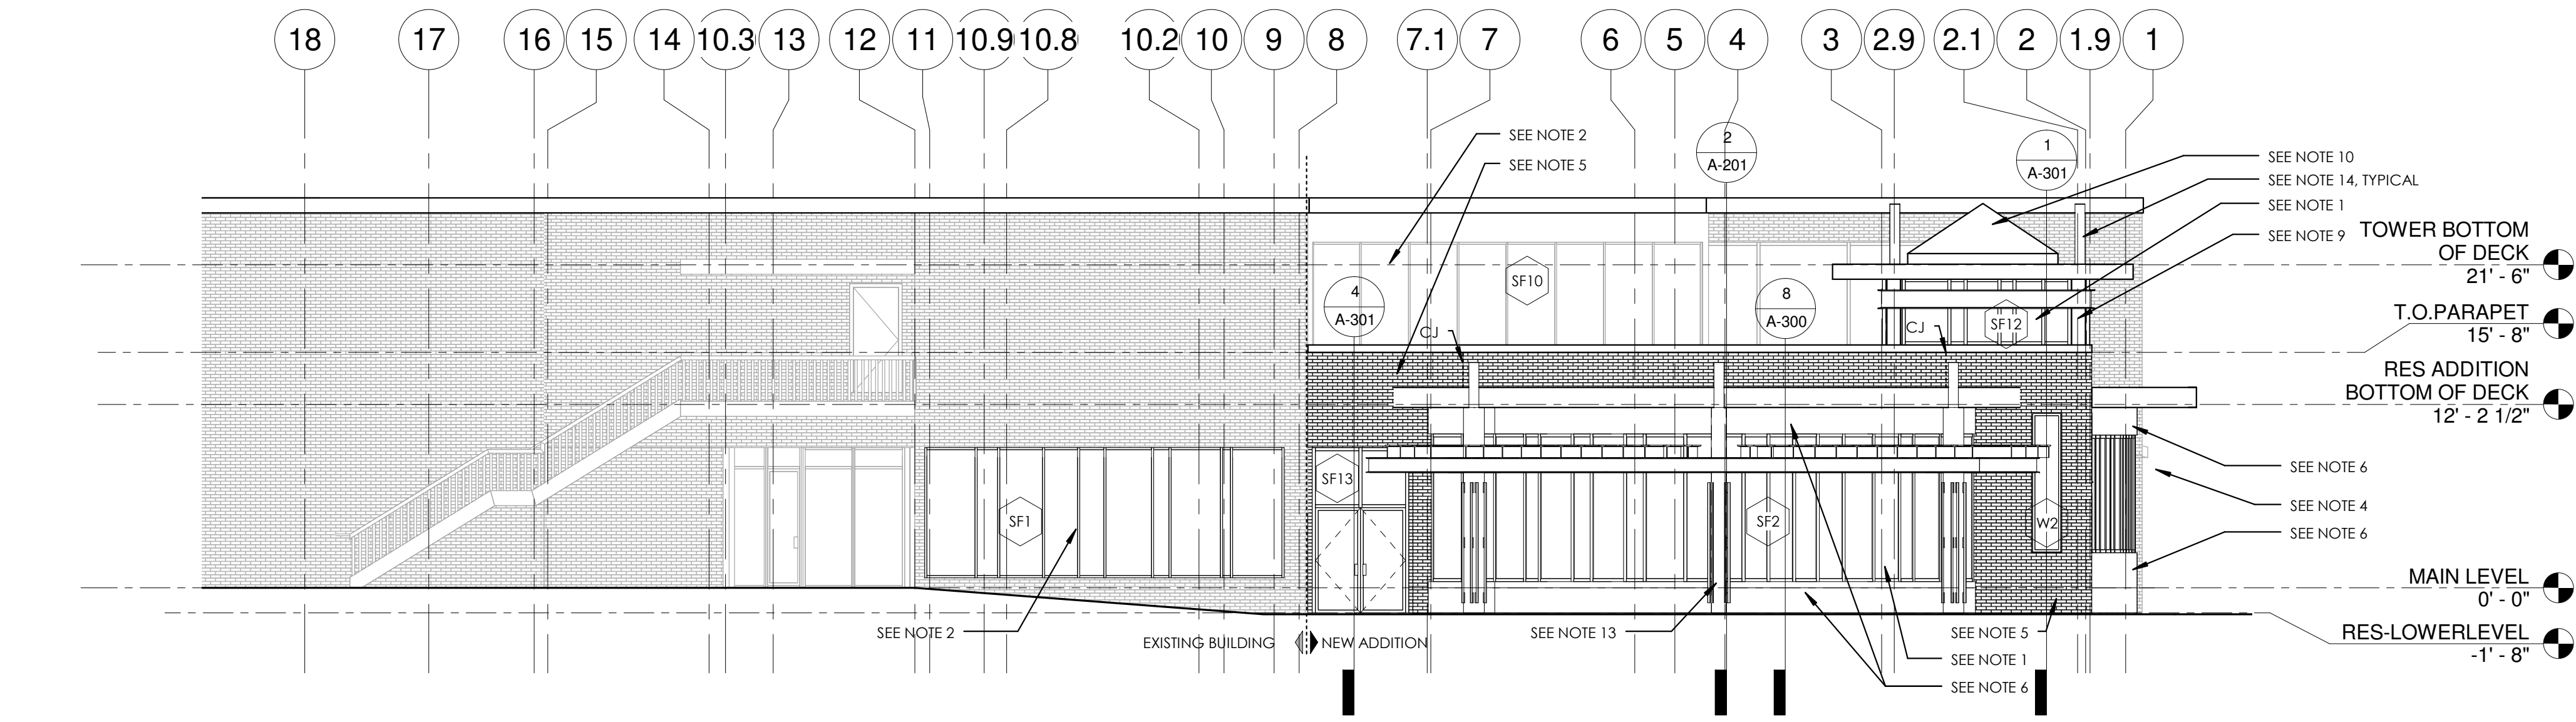 18 17 16 15 14 10.3 13 12 11 10.9 10.8 10.2 10 9 8 7.1 7 6 5 4 3 2.9 2.1 2 1.9 1
SEE NOTE 2
SEE NOTE 5
2
A-201
1
A-301
SEE NOTE 10
SEE NOTE 14, TYPICAL
SEE NOTE 1
SEE NOTE 9
TOWER BOTTOM
OF DECK
21' - 6"
SF10
4
A-301
8
A-300
CJ
CJ
SF12
T.O.PARAPET
15' - 8"
RES ADDITION
BOTTOM OF DECK
12' - 2 1/2"
SF1
SF13
SF2
W2
SEE NOTE 6
SEE NOTE 4
SEE NOTE 6
MAIN LEVEL
0' - 0"
RES-LOWERLEVEL
-1' - 8"
SEE NOTE 2
EXISTING BUILDING
NEW ADDITION
SEE NOTE 13
SEE NOTE 5
SEE NOTE 1
SEE NOTE 6